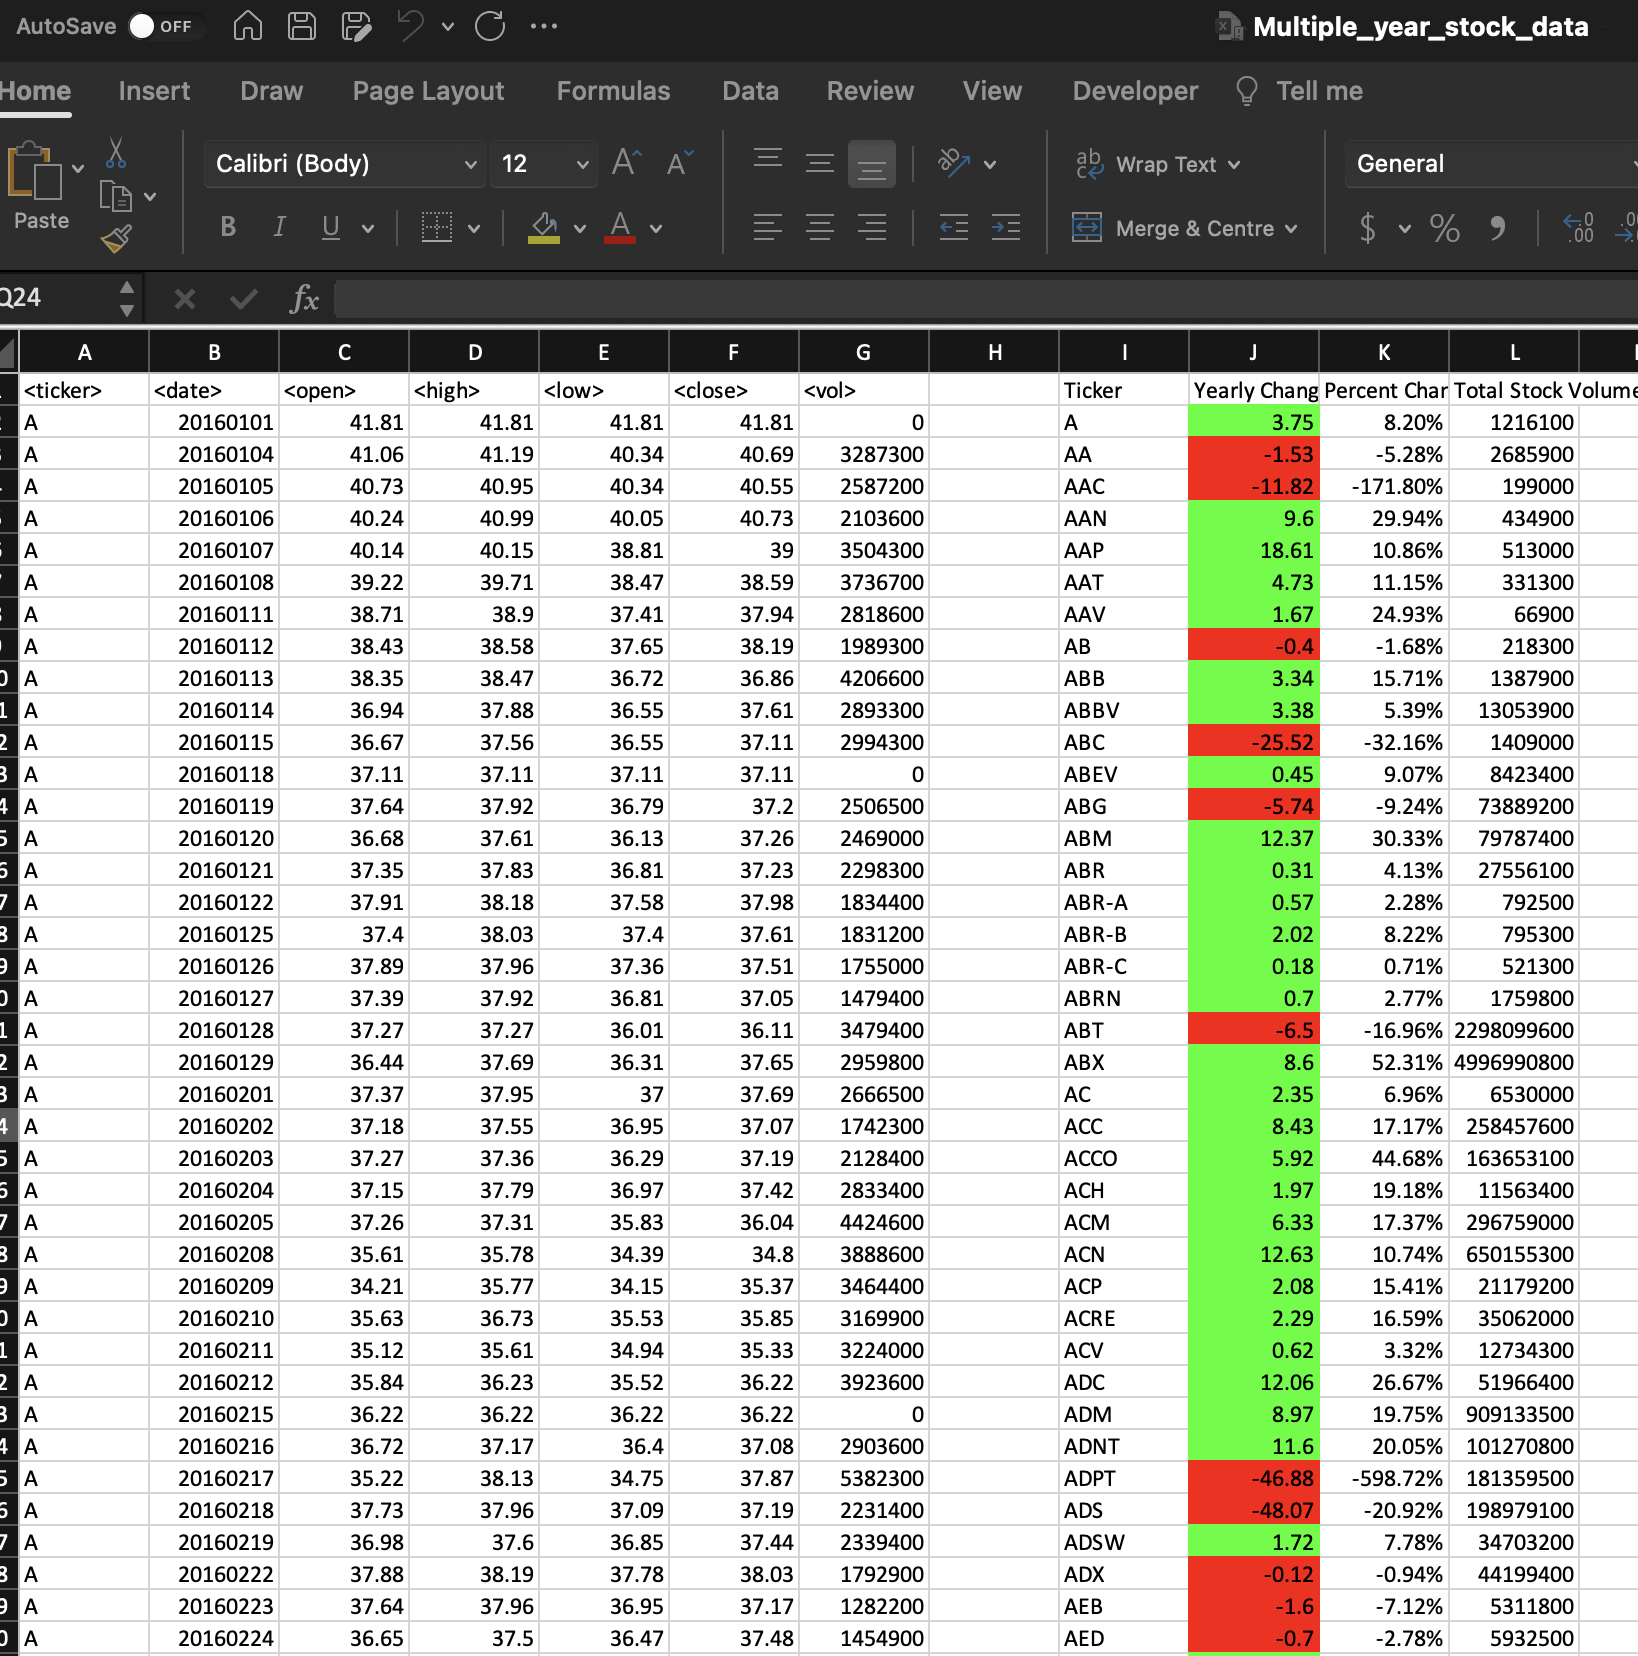 AutoSave OFF Multiple_year_stock_data
Home Insert Draw Page Layout Formulas Data Review View Developer Tell me
Calibri (Body) 12 A A ab Wrap Text General
Paste B I U A Merge & Centre $ % 9 .00
Q24 fx
A B C D E F G H I J K L
<ticker> <date> <open> <high> <low> <close> <vol> Ticker Yearly Chang Percent Char Total Stock Volume
A 20160101 41.81 41.81 41.81 41.81 0 A 3.75 8.20% 1216100
A 20160104 41.06 41.19 40.34 40.69 3287300 AA -1.53 -5.28% 2685900
A 20160105 40.73 40.95 40.34 40.55 2587200 AAC -11.82 -171.80% 199000
A 20160106 40.24 40.99 40.05 40.73 2103600 AAN 9.6 29.94% 434900
A 20160107 40.14 40.15 38.81 39 3504300 AAP 18.61 10.86% 513000
A 20160108 39.22 39.71 38.47 38.59 3736700 AAT 4.73 11.15% 331300
A 20160111 38.71 38.9 37.41 37.94 2818600 AAV 1.67 24.93% 66900
A 20160112 38.43 38.58 37.65 38.19 1989300 AB -0.4 -1.68% 218300
A 20160113 38.35 38.47 36.72 36.86 4206600 ABB 3.34 15.71% 1387900
A 20160114 36.94 37.88 36.55 37.61 2893300 ABBV 3.38 5.39% 13053900
A 20160115 36.67 37.56 36.55 37.11 2994300 ABC -25.52 -32.16% 1409000
A 20160118 37.11 37.11 37.11 37.11 0 ABEV 0.45 9.07% 8423400
A 20160119 37.64 37.92 36.79 37.2 2506500 ABG -5.74 -9.24% 73889200
A 20160120 36.68 37.61 36.13 37.26 2469000 ABM 12.37 30.33% 79787400
A 20160121 37.35 37.83 36.81 37.23 2298300 ABR 0.31 4.13% 27556100
A 20160122 37.91 38.18 37.58 37.98 1834400 ABR-A 0.57 2.28% 792500
A 20160125 37.4 38.03 37.4 37.61 1831200 ABR-B 2.02 8.22% 795300
A 20160126 37.89 37.96 37.36 37.51 1755000 ABR-C 0.18 0.71% 521300
A 20160127 37.39 37.92 36.81 37.05 1479400 ABRN 0.7 2.77% 1759800
A 20160128 37.27 37.27 36.01 36.11 3479400 ABT -6.5 -16.96% 2298099600
A 20160129 36.44 37.69 36.31 37.65 2959800 ABX 8.6 52.31% 4996990800
A 20160201 37.37 37.95 37 37.69 2666500 AC 2.35 6.96% 6530000
A 20160202 37.18 37.55 36.95 37.07 1742300 ACC 8.43 17.17% 258457600
A 20160203 37.27 37.36 36.29 37.19 2128400 ACCO 5.92 44.68% 163653100
A 20160204 37.15 37.79 36.97 37.42 2833400 ACH 1.97 19.18% 11563400
A 20160205 37.26 37.31 35.83 36.04 4424600 ACM 6.33 17.37% 296759000
A 20160208 35.61 35.78 34.39 34.8 3888600 ACN 12.63 10.74% 650155300
A 20160209 34.21 35.77 34.15 35.37 3464400 ACP 2.08 15.41% 21179200
A 20160210 35.63 36.73 35.53 35.85 3169900 ACRE 2.29 16.59% 35062000
A 20160211 35.12 35.61 34.94 35.33 3224000 ACV 0.62 3.32% 12734300
A 20160212 35.84 36.23 35.52 36.22 3923600 ADC 12.06 26.67% 51966400
A 20160215 36.22 36.22 36.22 36.22 0 ADM 8.97 19.75% 909133500
A 20160216 36.72 37.17 36.4 37.08 2903600 ADNT 11.6 20.05% 101270800
A 20160217 35.22 38.13 34.75 37.87 5382300 ADPT -46.88 -598.72% 181359500
A 20160218 37.73 37.96 37.09 37.19 2231400 ADS -48.07 -20.92% 198979100
A 20160219 36.98 37.6 36.85 37.44 2339400 ADSW 1.72 7.78% 34703200
A 20160222 37.88 38.19 37.78 38.03 1792900 ADX -0.12 -0.94% 44199400
A 20160223 37.64 37.96 36.95 37.17 1282200 AEB -1.6 -7.12% 5311800
A 20160224 36.65 37.5 36.47 37.48 1454900 AED -0.7 -2.78% 5932500